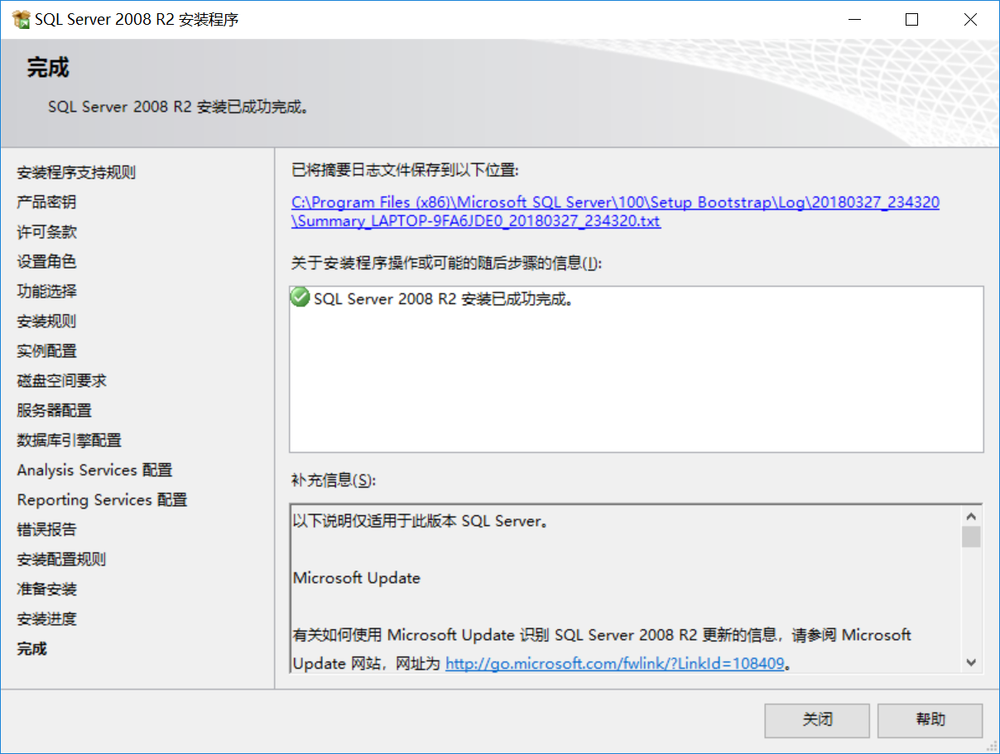 SQL Server 2008 R2 安装程序
完成
SQL Server 2008 R2 安装已成功完成。
安装程序支持规则
产品密钥
许可条款
设置角色
功能选择
安装规则
实例配置
磁盘空间要求
服务器配置
数据库引擎配置
Analysis Services 配置
Reporting Services 配置
错误报告
安装配置规则
准备安装
安装进度
完成
已将摘要日志文件保存到以下位置:
C:\Program Files (x86)\Microsoft SQL Server\100\Setup Bootstrap\Log\20180327_234320
\Summary_LAPTOP-9FA6JDE0_20180327_234320.txt
关于安装程序操作或可能的随后步骤的信息(I):
SQL Server 2008 R2 安装已成功完成。
补充信息(S):
以下说明仅适用于此版本 SQL Server。
Microsoft Update
有关如何使用 Microsoft Update 识别 SQL Server 2008 R2 更新的信息，请参阅 Microsoft
Update 网站，网址为 http://go.microsoft.com/fwlink/?LinkId=108409。
关闭
帮助